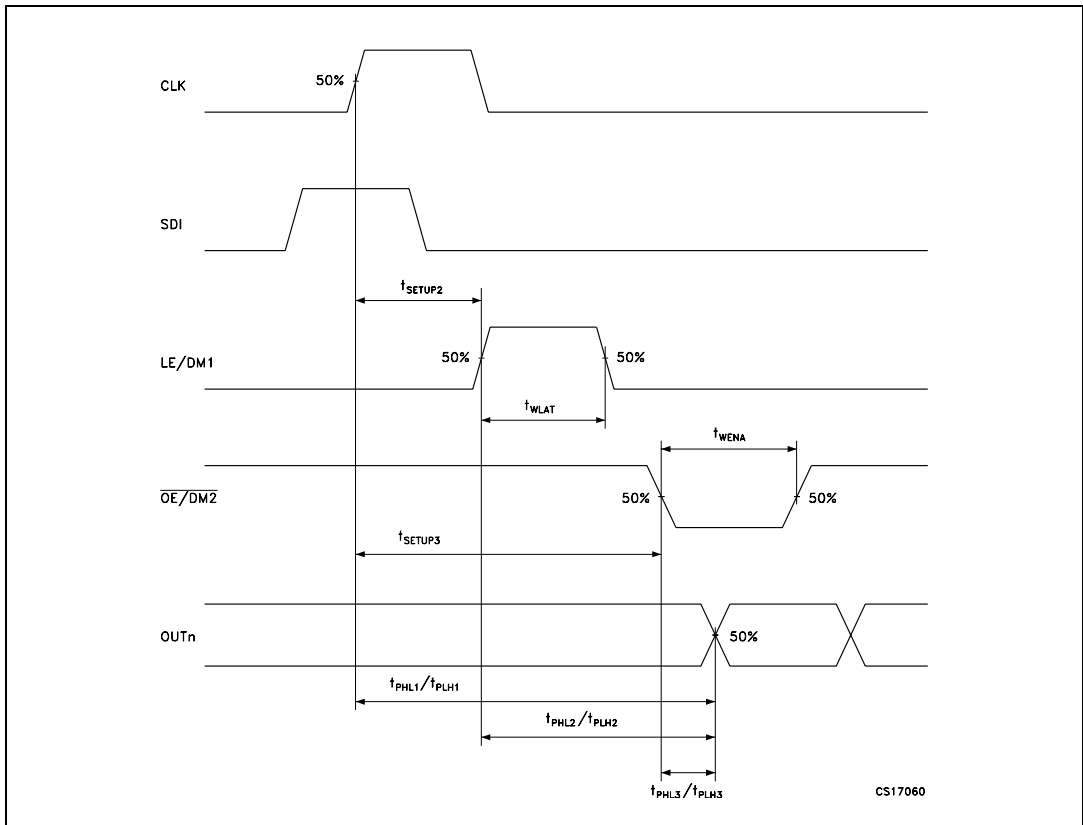 CLK
50%
SDI
tSETUP2
LE/DM1
50%
50%
tWLAT
tWENA
OE/DM2
50%
50%
tSETUP3
OUTn
50%
tPHL1/tPLH1
tPHL2/tPLH2
tPHL3/tPLH3
CS17060